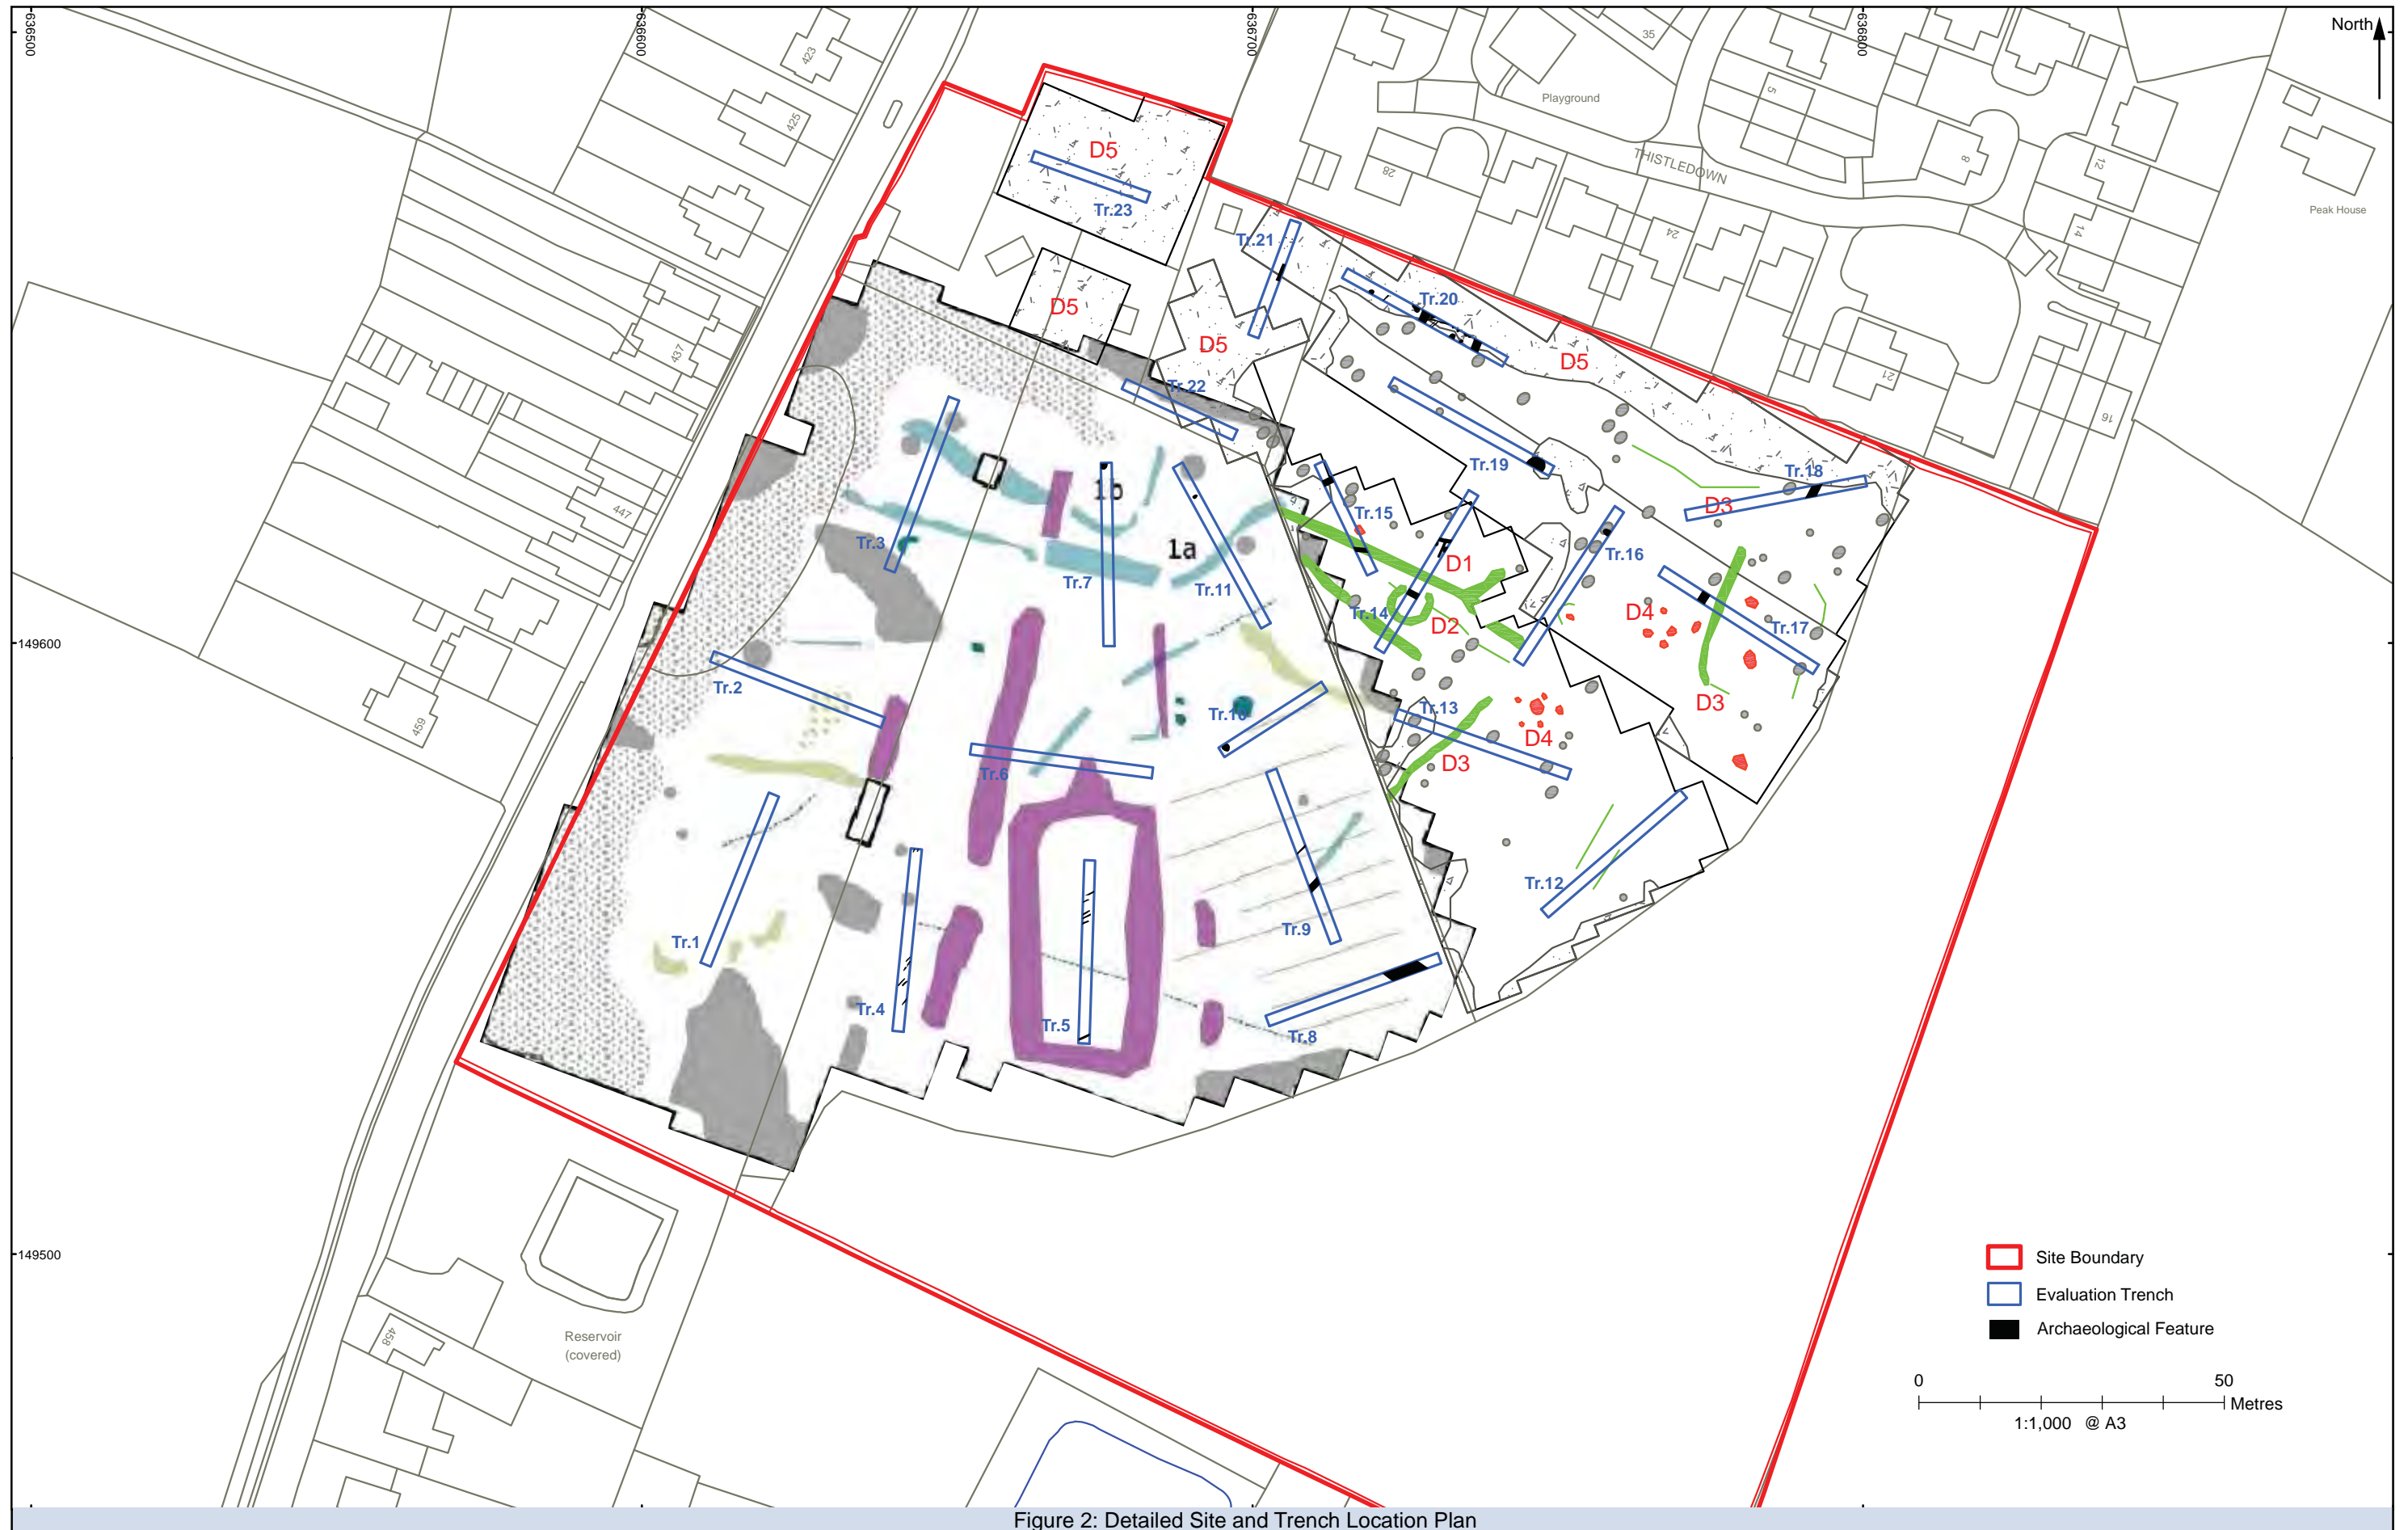 636500
636600
636700
636800
North
423
425
437
447
459
35
Playground
5
8
12
14
16
THISTLEDOWN
28
24
21
Peak House
D5
Tr.23
Tr.21
D5
Tr.20
D5
D5
Tr.22
Tr.19
Tr.18
D3
1b
Tr.15
Tr.3
1a
Tr.16
D1
Tr.7
Tr.11
Tr.14
D2
D4
Tr.17
149600
Tr.2
D3
Tr.10
Tr.13
D4
D3
Tr.6
Tr.12
Tr.9
Tr.1
Tr.4
Tr.5
Tr.8
149500
Reservoir
(covered)
458
Site Boundary
Evaluation Trench
Archaeological Feature
0 50
Metres
1:1,000 @ A3
Figure 2: Detailed Site and Trench Location Plan